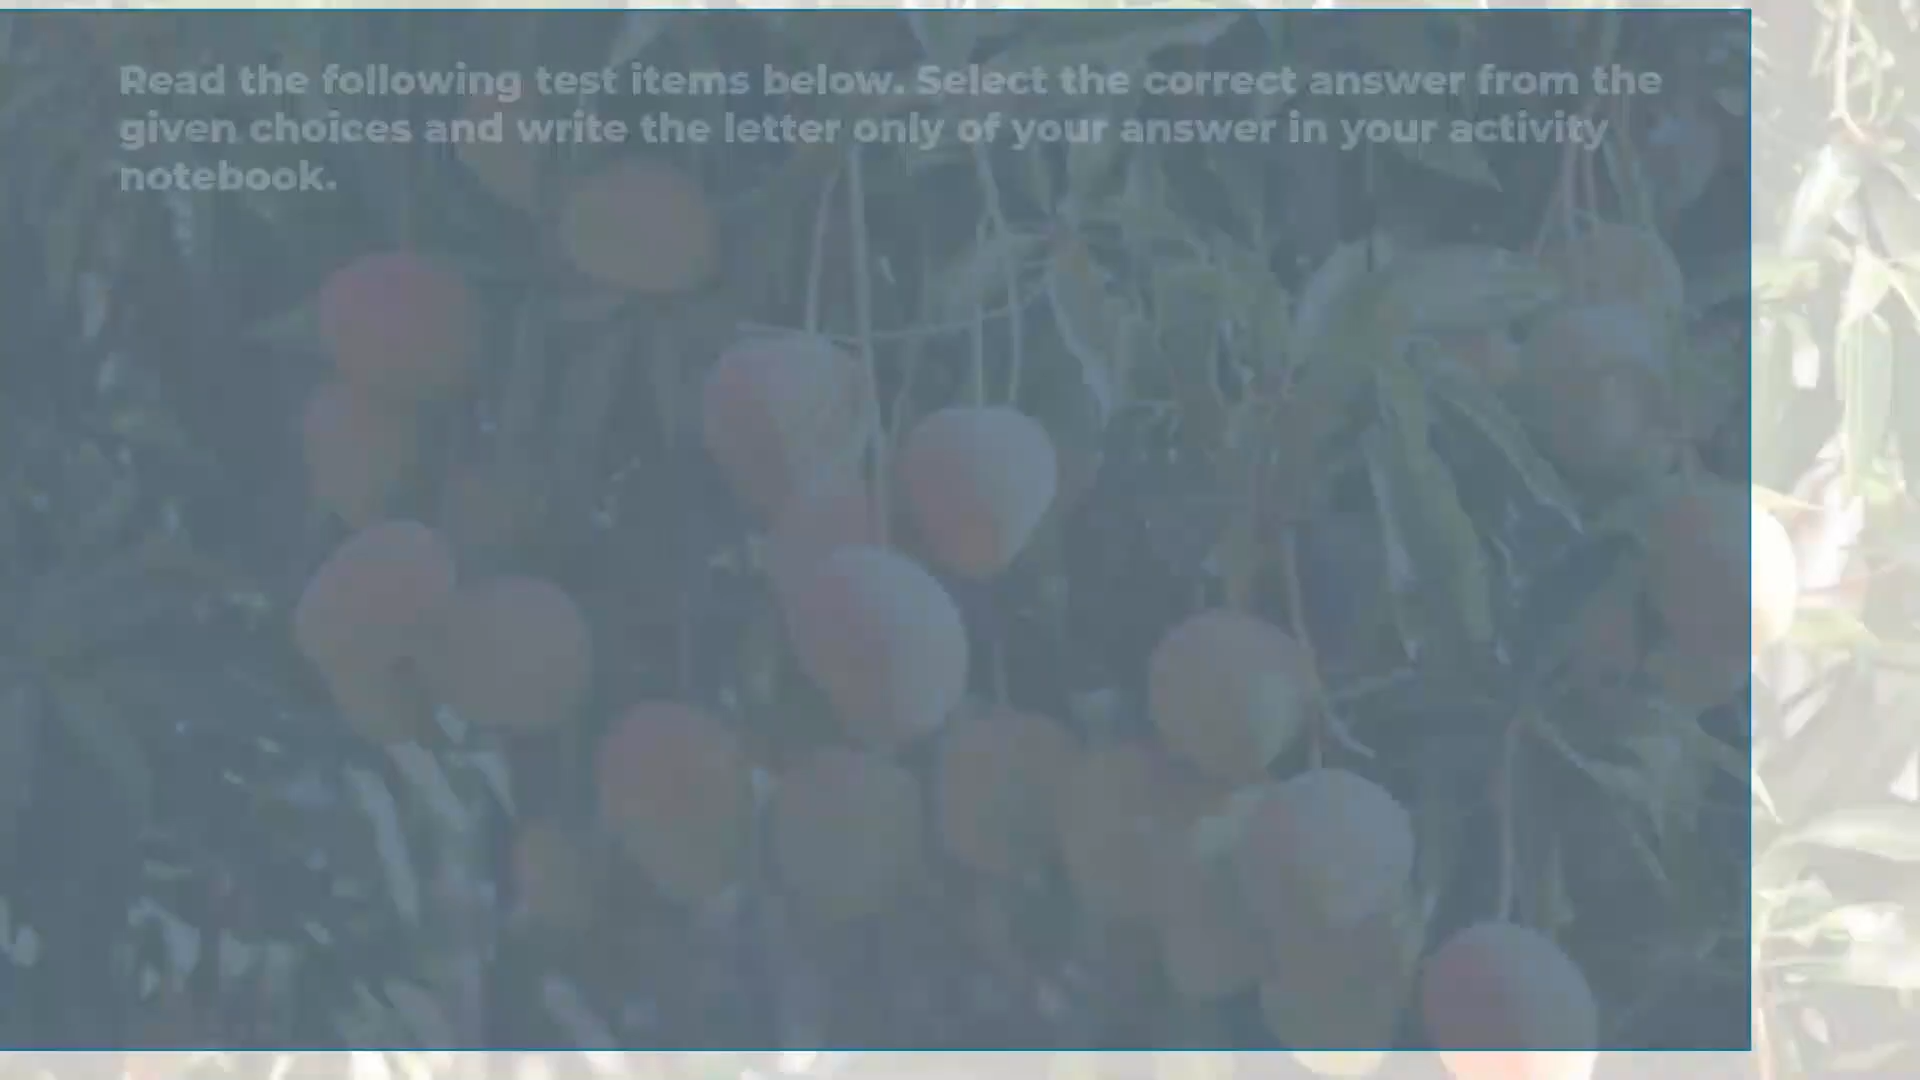 Read the following test items below. Select the correct answer from the
given choices and write the letter only of your answer in your activity
notebook.